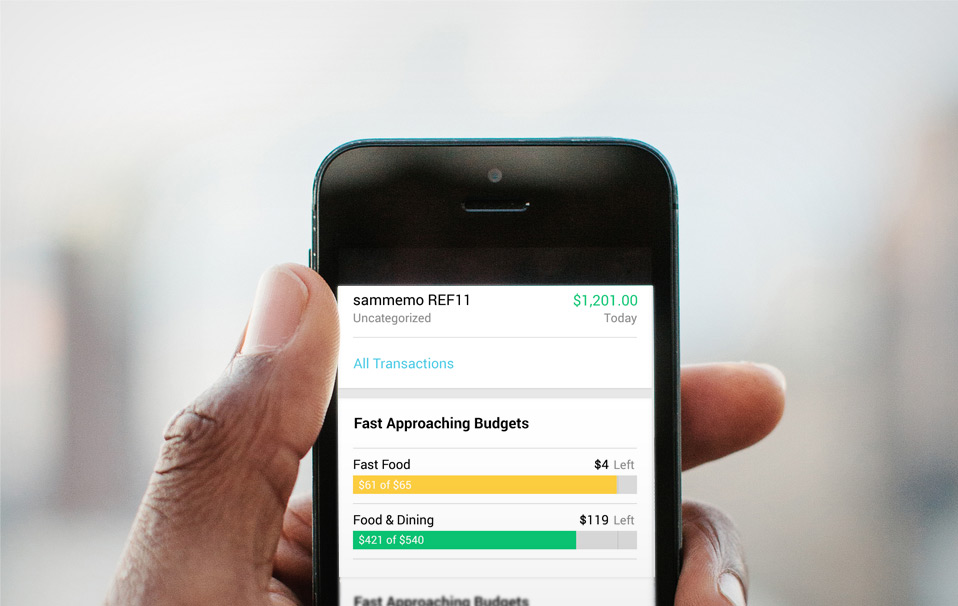 sammemo REF11 $1,201.00
Uncategorized Today
All Transactions
Fast Approaching Budgets
Fast Food $4 Left
$61 of $65
Food & Dining $119 Left
$421 of $540
Fast Approaching Budgets